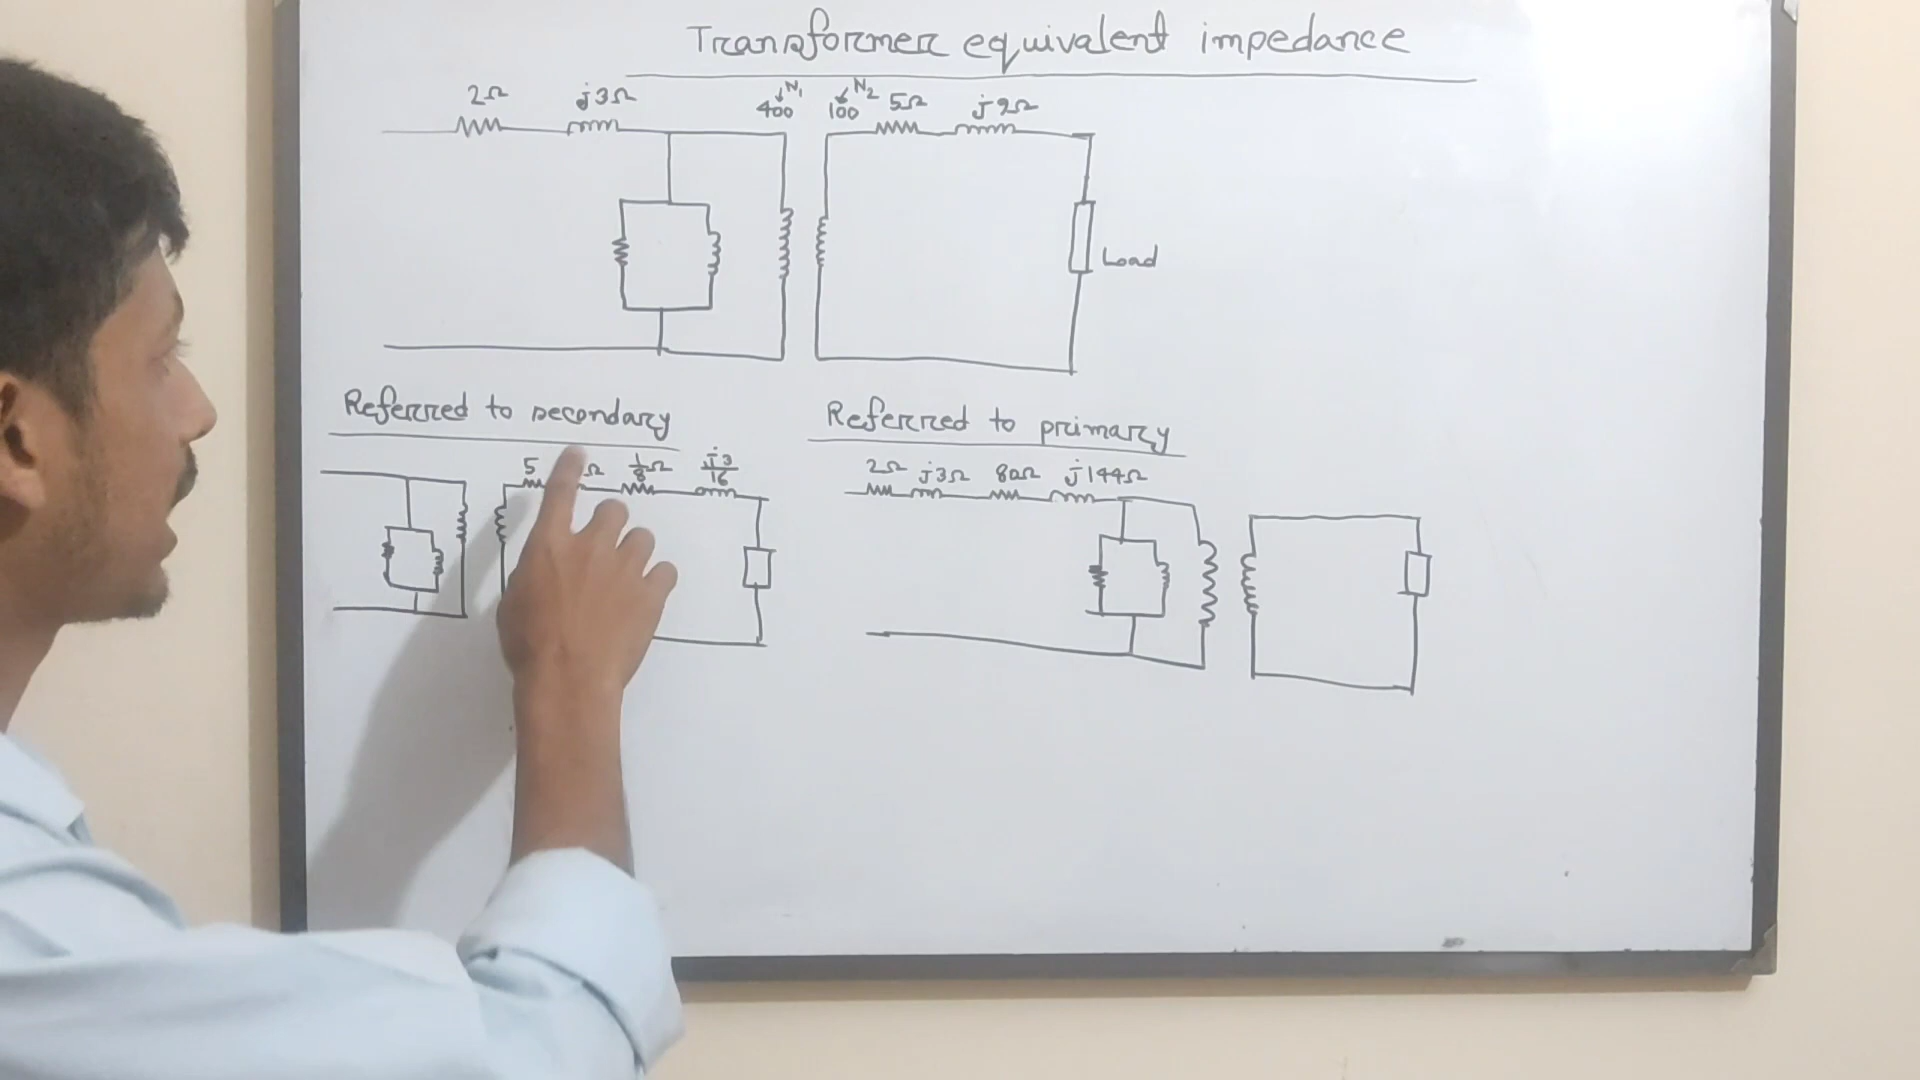 Transformer equivalent impedance
2Ω j3Ω 400 ↓N₁ 100 ↓N₂ 5Ω j9Ω
Load
Referred to secondary
5 Ω 1/8Ω j3/16
Referred to primary
2Ω j3Ω 80Ω j144Ω